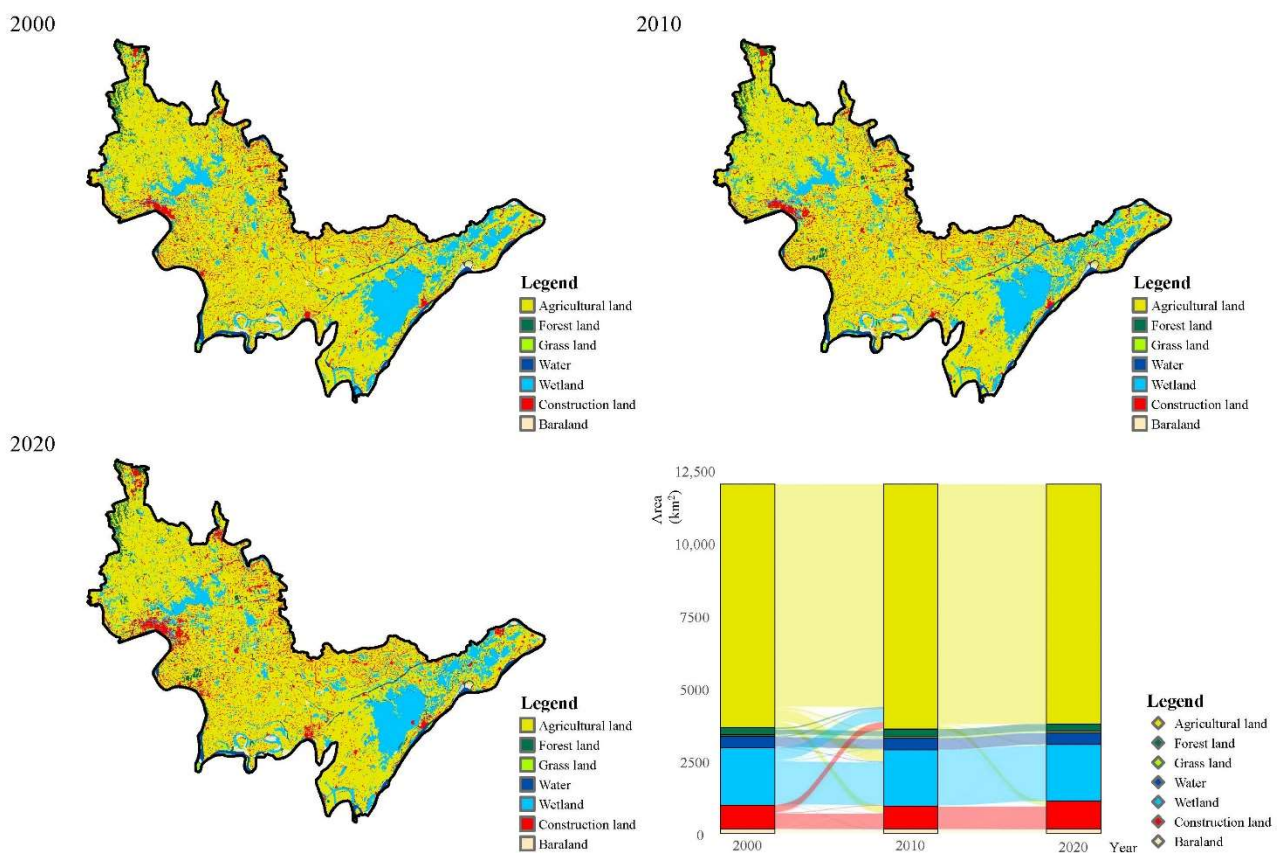 2000
Legend
Agricultural land
Forest land
Grass land
Water
Wetland
Construction land
Baraland
2010
Legend
Agricultural land
Forest land
Grass land
Water
Wetland
Construction land
Baraland
2020
Legend
Agricultural land
Forest land
Grass land
Water
Wetland
Construction land
Baraland
12,500
Area
(km²)
10,000
7500
5000
2500
0
2000
2010
2020
Year
Legend
Agricultural land
Forest land
Grass land
Water
Wetland
Construction land
Baraland